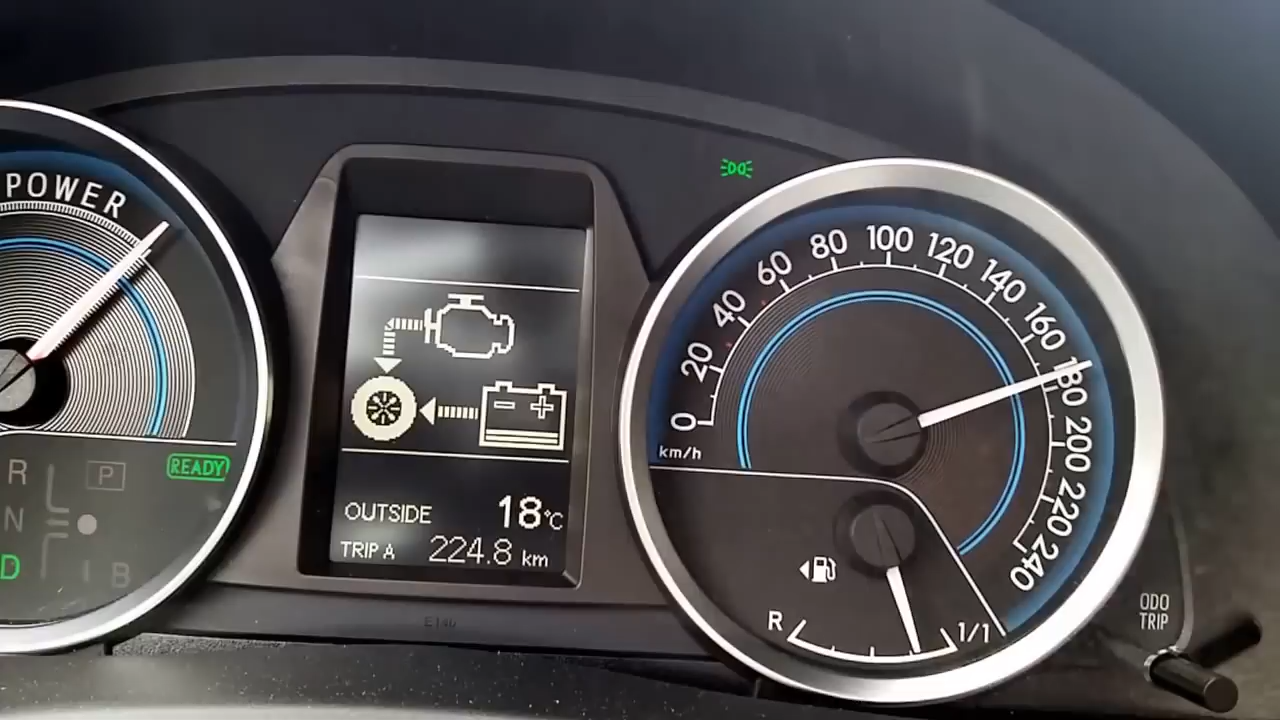 POWER
R
P
READY
N
D
B
OUTSIDE 18°C
TRIP A 224.8 km
0
20
40
60
80
100
120
140
160
180
200
220
240
km/h
R
1/1
ODO
TRIP